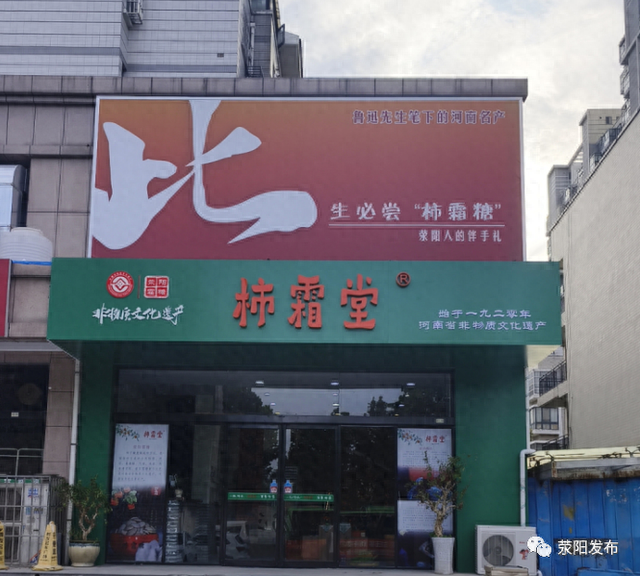 鲁迅先生笔下的河南名产
此
生必尝“柿霜糖”
荥阳人的伴手礼
非物质文化遗产
柿霜堂®
始于一九二零年
河南省非物质文化遗产
柿霜堂
柿霜堂
荥阳发布